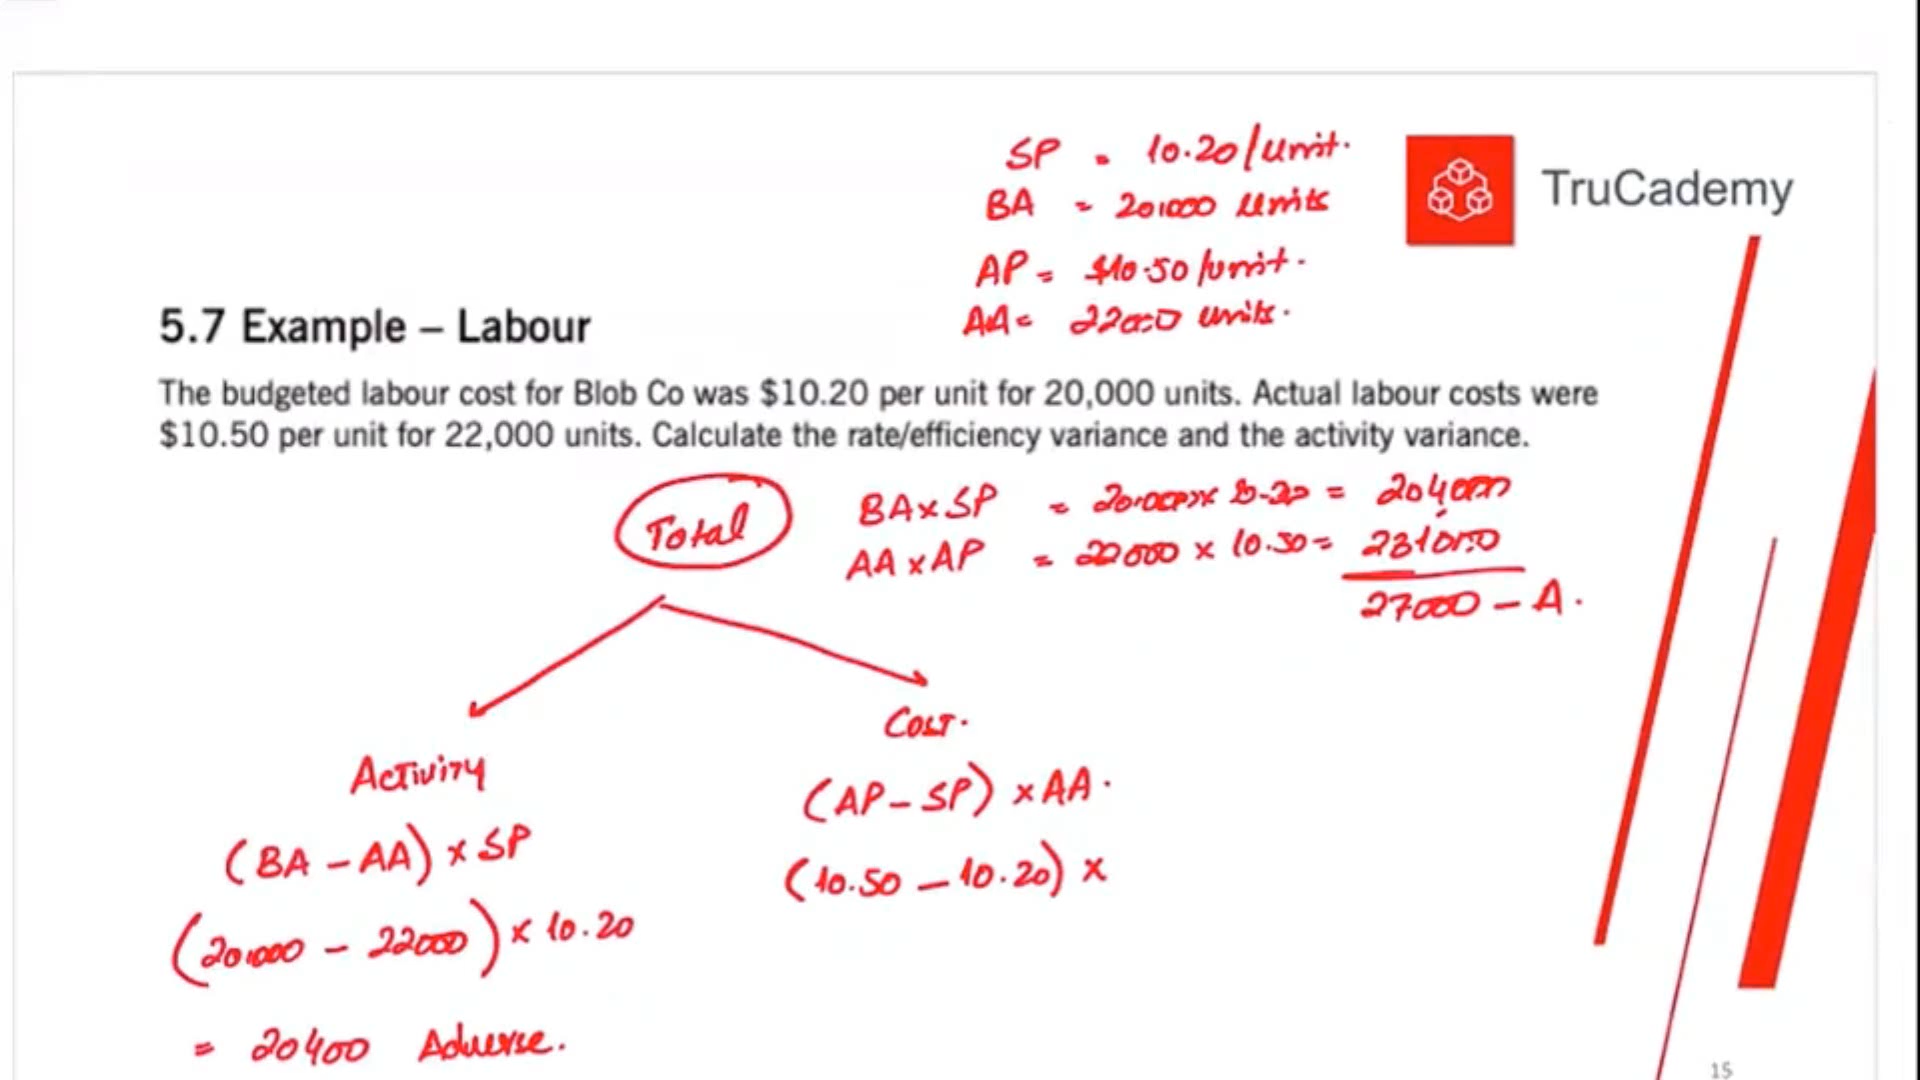 SP = 10.20/unit.
BA = 20,000 units
AP = $10.50/unit.
AA = 22000 units.
TruCademy
5.7 Example – Labour
The budgeted labour cost for Blob Co was $10.20 per unit for 20,000 units. Actual labour costs were
$10.50 per unit for 22,000 units. Calculate the rate/efficiency variance and the activity variance.
Total
BA x SP = 20,000 x 10.20 = 204,000
AA x AP = 22000 x 10.50 = 231000
27000 - A.
Activity
Cost.
(AP - SP) x AA.
(BA - AA) x SP
(10.50 - 10.20) x
(20,000 - 22000) x 10.20
= 20400 Adverse.
15